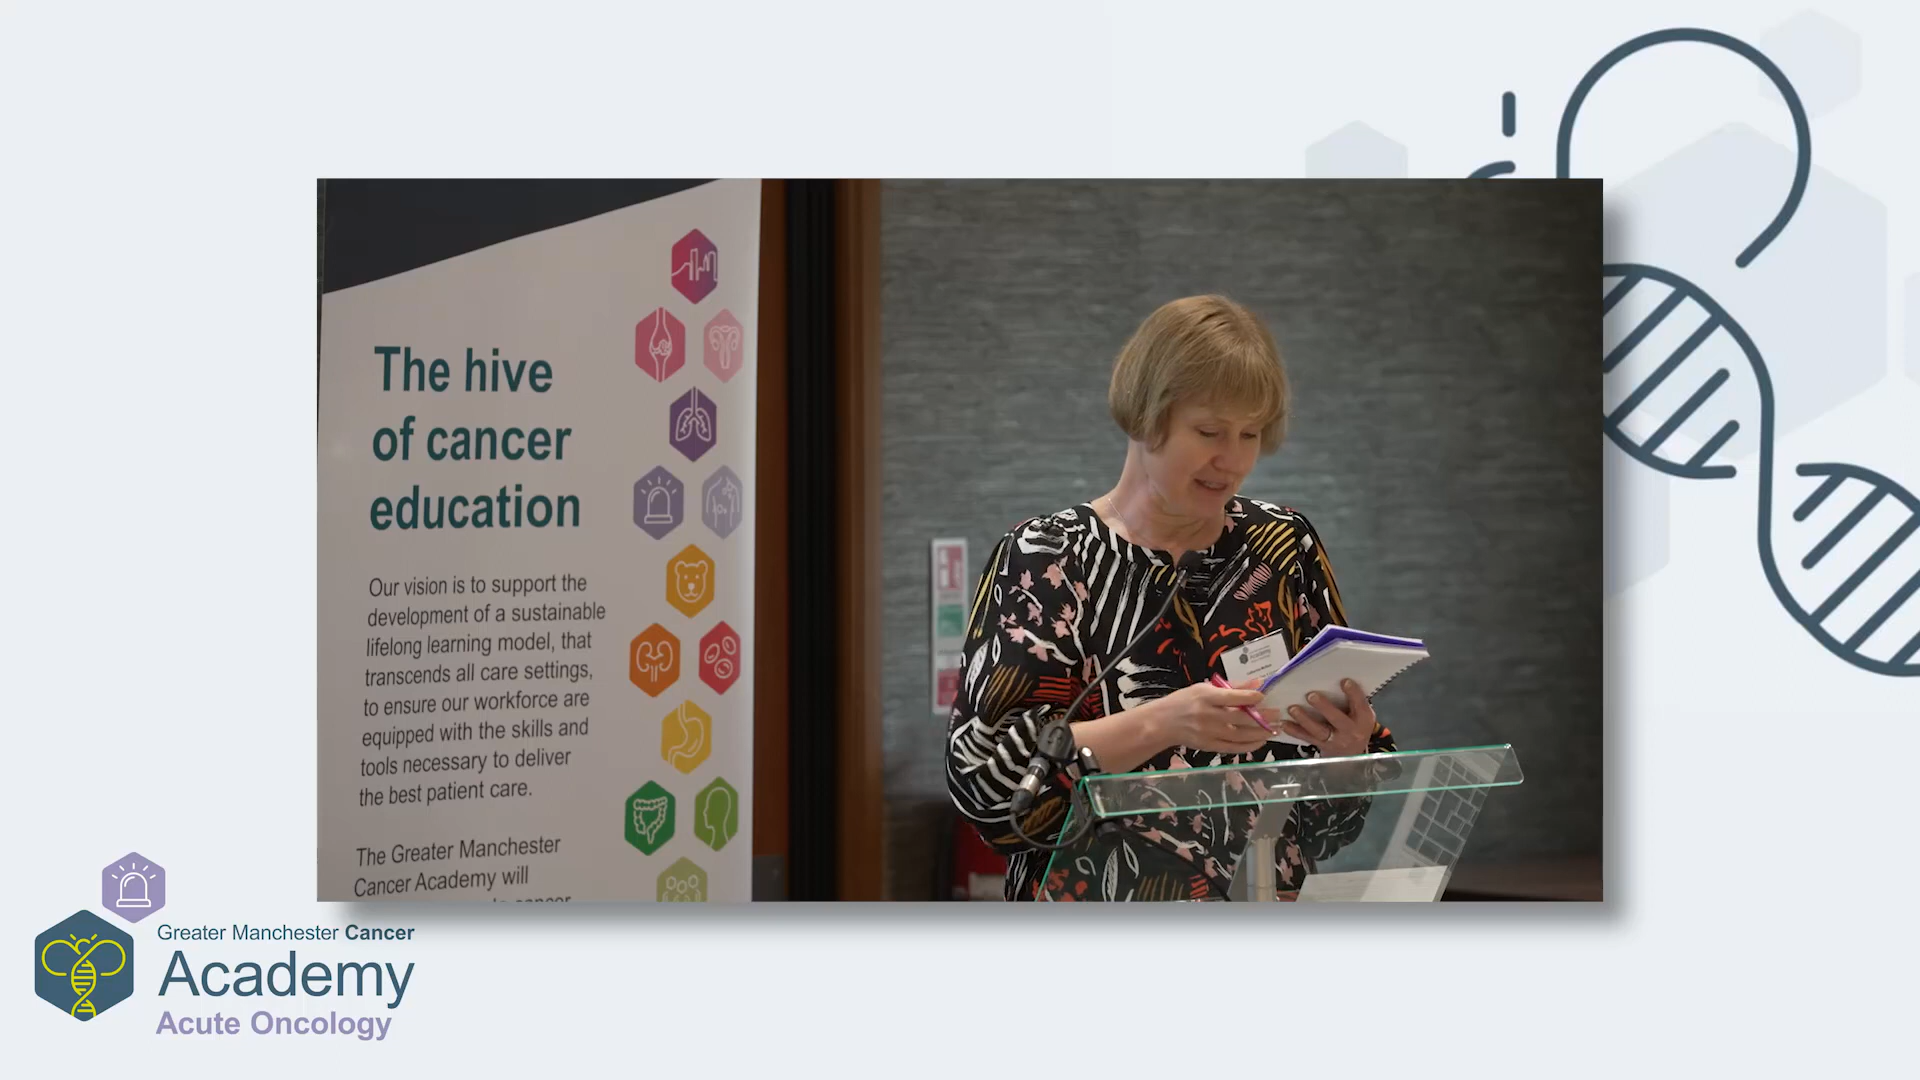 The hive
of cancer
education
Our vision is to support the
development of a sustainable
lifelong learning model, that
transcends all care settings,
to ensure our workforce are
equipped with the skills and
tools necessary to deliver
the best patient care.
The Greater Manchester
Cancer Academy will
Academy
Greater Manchester Cancer
Academy
Acute Oncology